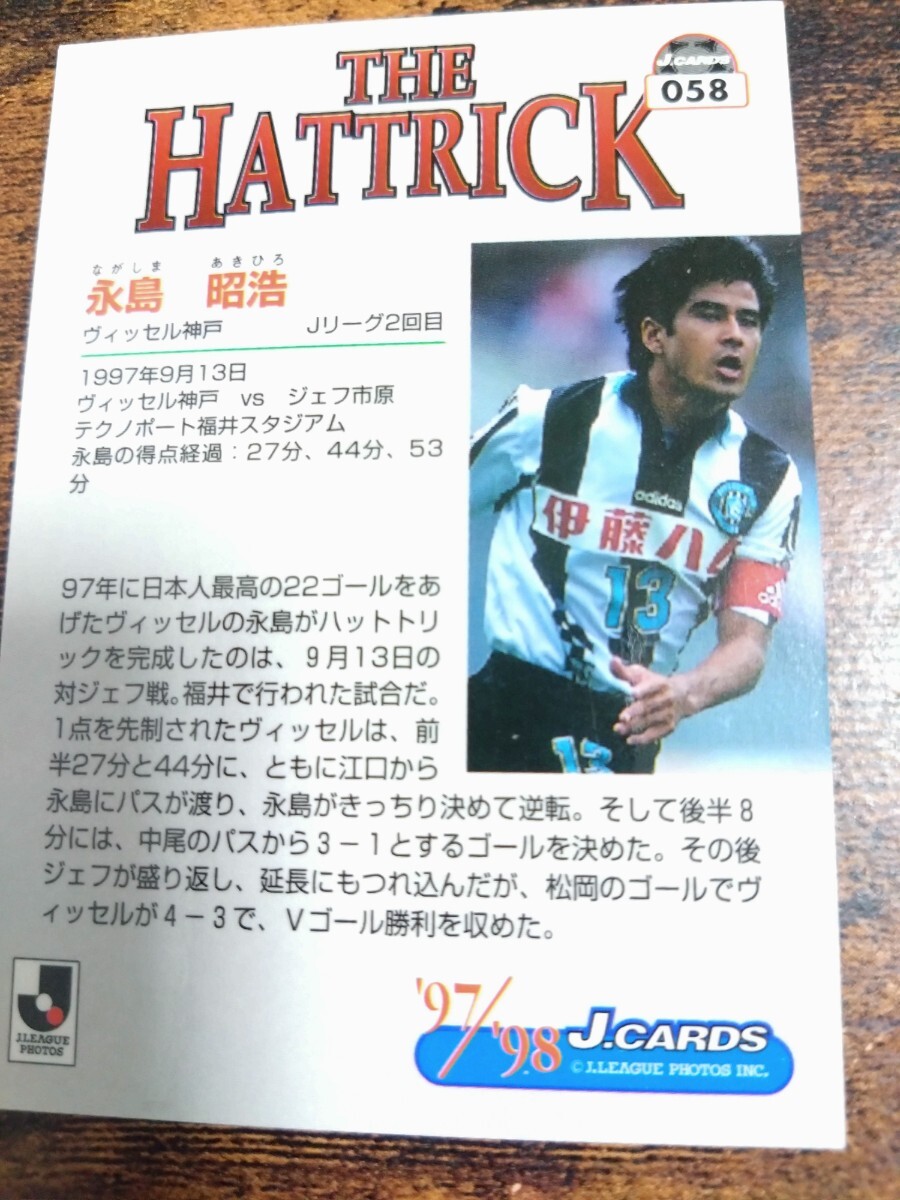 THE
HATTRICK
J.CARDS
058
ながしま あきひろ
永島 昭浩
ヴィッセル神戸 Jリーグ2回目
1997年9月13日
ヴィッセル神戸 vs ジェフ市原
テクノポート福井スタジアム
永島の得点経過:27分、44分、53
分
adidas
伊藤ハム
13
13
97年に日本人最高の22ゴールをあ
げたヴィッセルの永島がハットトリ
ックを完成したのは、9月13日の
対ジェフ戦。福井で行われた試合だ。
1点を先制されたヴィッセルは、前
半27分と44分に、ともに江口から
永島にパスが渡り、永島がきっちり決めて逆転。そして後半8
分には、中尾のパスから3-1とするゴールを決めた。その後
ジェフが盛り返し、延長にもつれ込んだが、松岡のゴールでヴ
ィッセルが4-3で、Vゴール勝利を収めた。
J.LEAGUE
PHOTOS
'97/'98 J.CARDS
© J.LEAGUE PHOTOS INC.